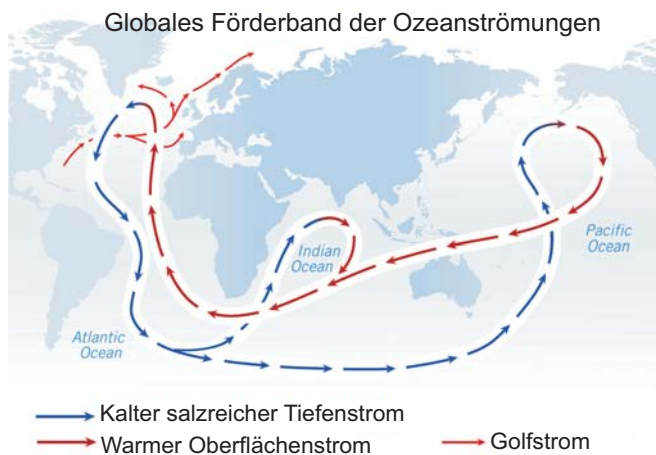 Globales Förderband der Ozeanströmungen
Pacific
Ocean
Indian
Ocean
Atlantic
Ocean
Kalter salzreicher Tiefenstrom
Warmer Oberflächenstrom
Golfstrom